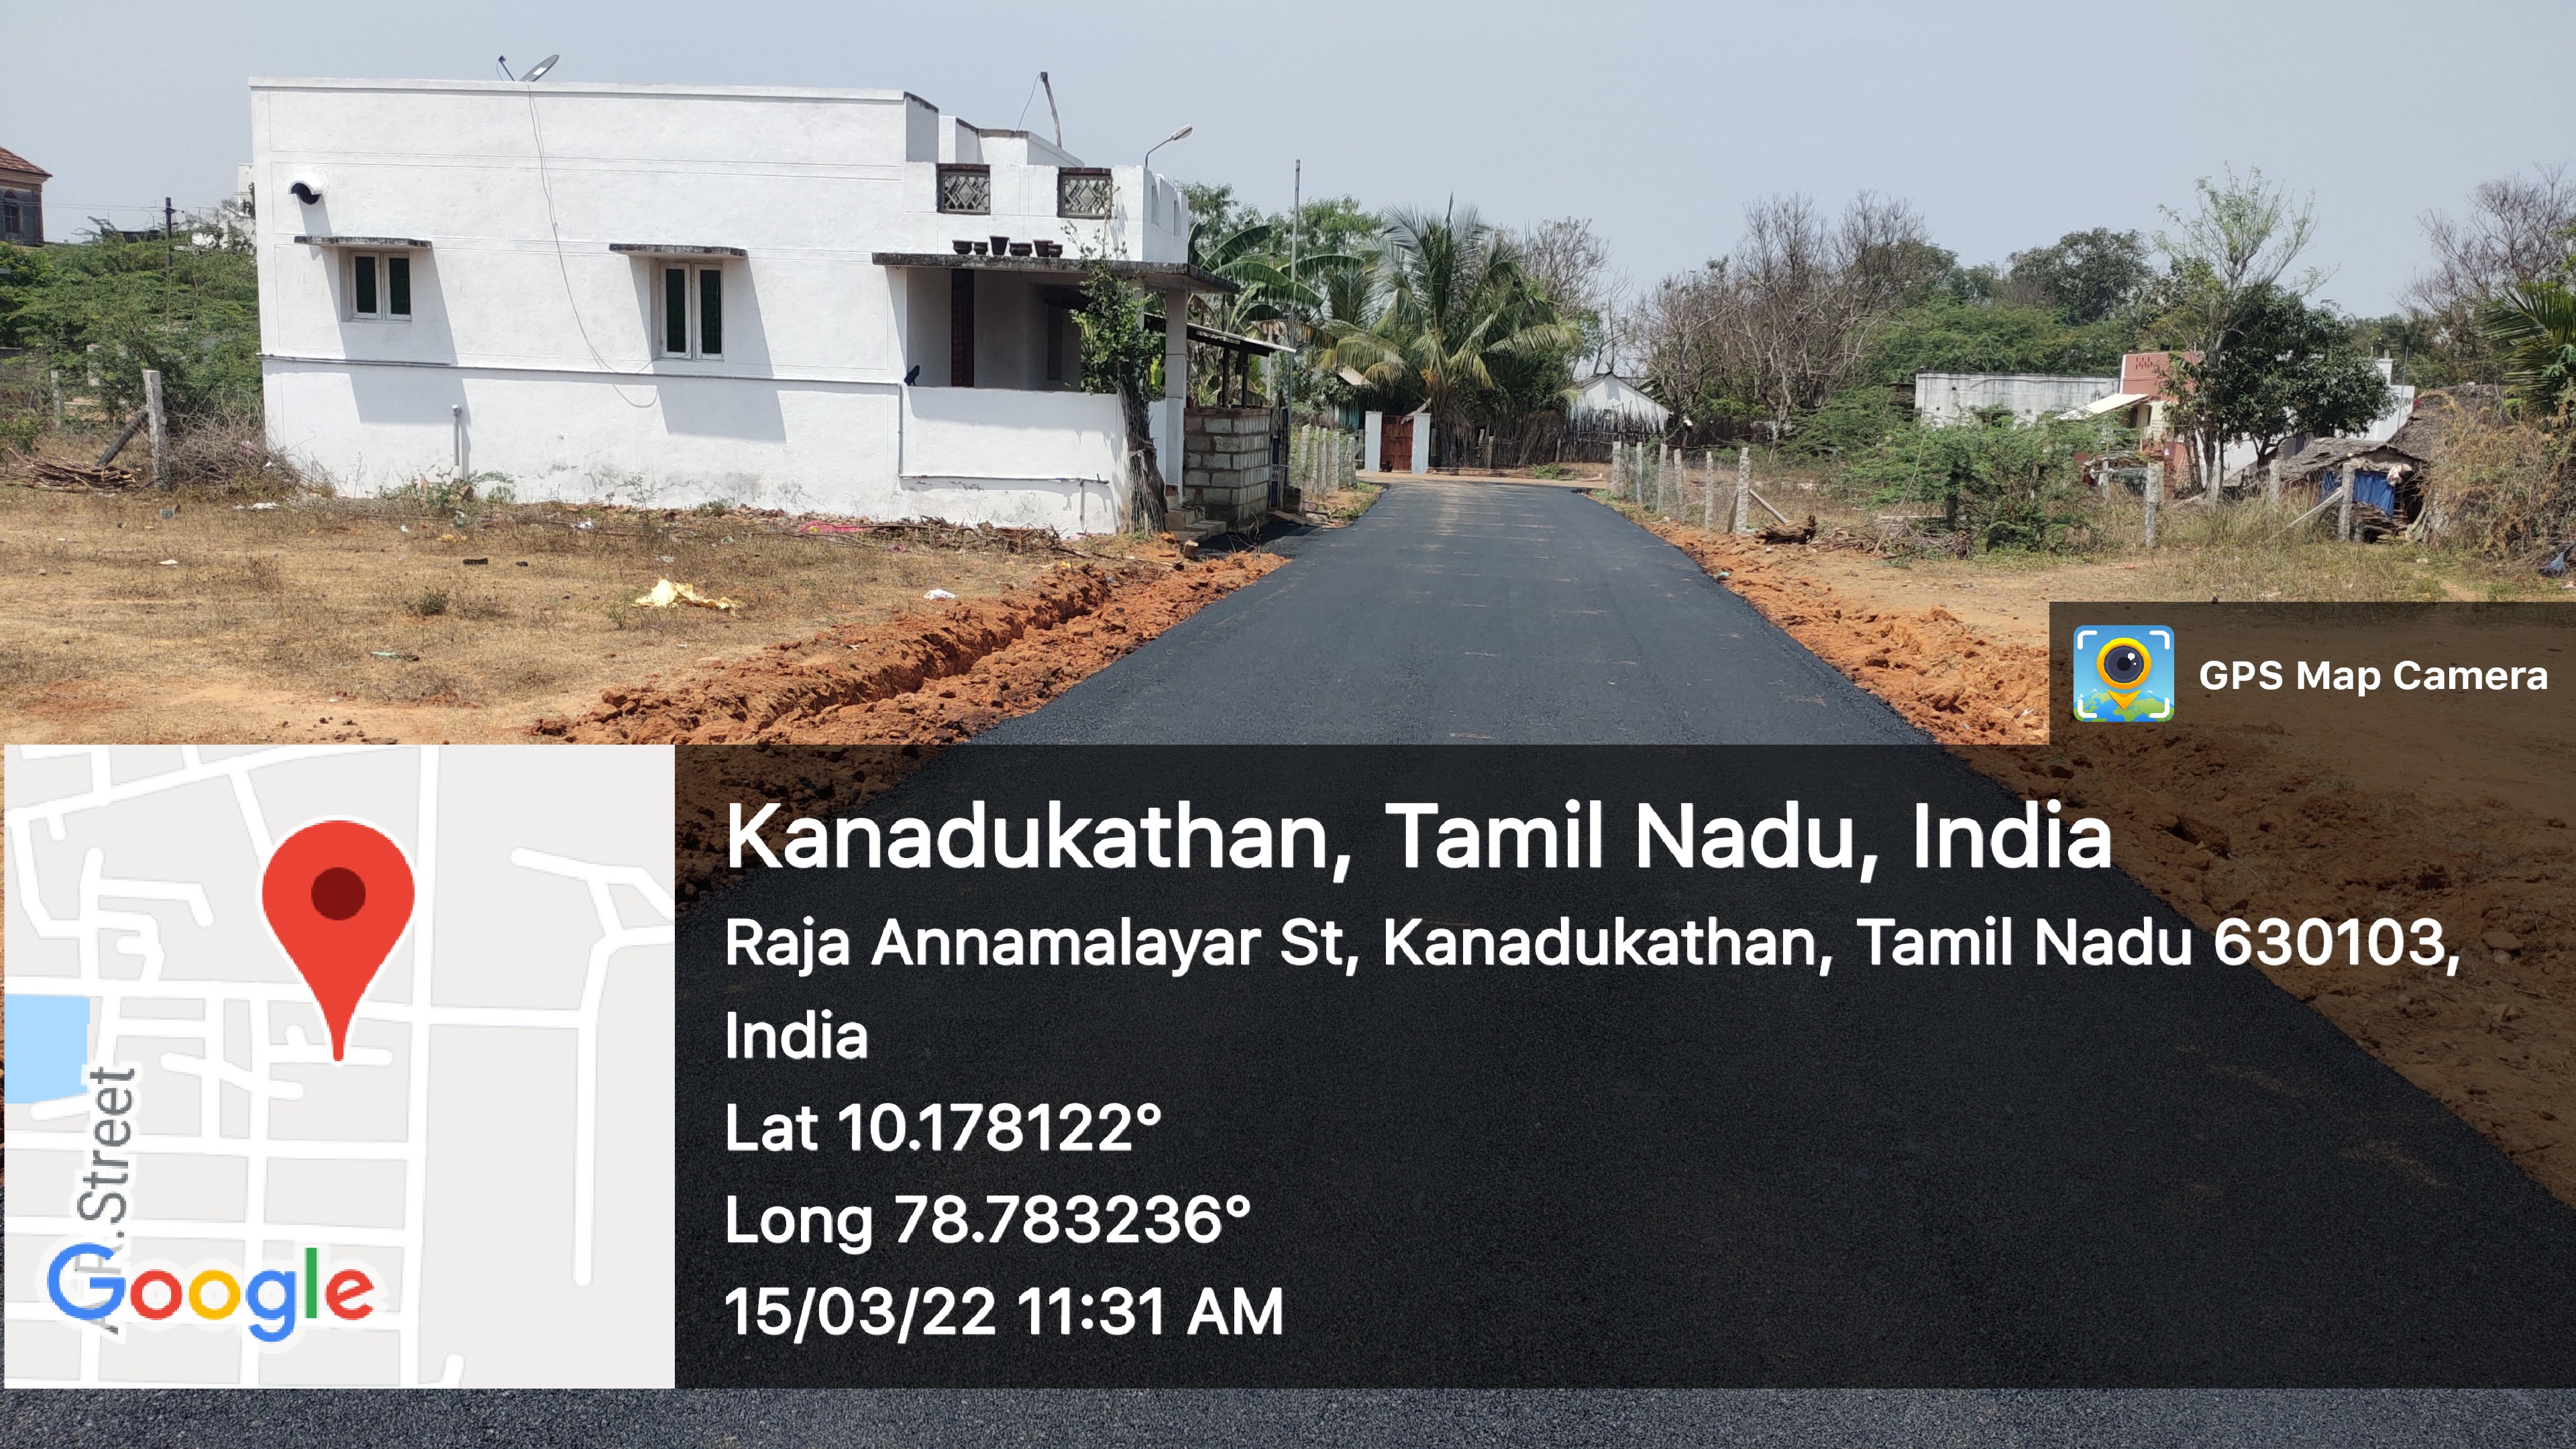 GPS Map Camera
Kanadukathan, Tamil Nadu, India
Raja Annamalayar St, Kanadukathan, Tamil Nadu 630103,
India
Lat 10.178122°
Long 78.783236°
15/03/22 11:31 AM
Street
Google